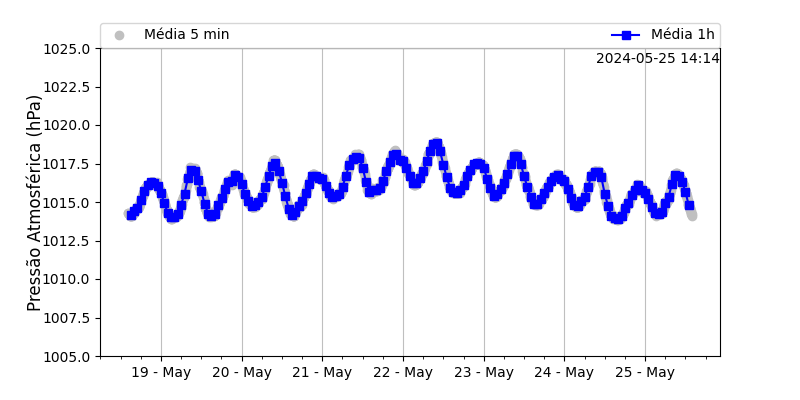 Média 5 min
Média 1h
2024-05-25 14:14
Pressão Atmosférica (hPa)
1025.0
1022.5
1020.0
1017.5
1015.0
1012.5
1010.0
1007.5
1005.0
19 - May
20 - May
21 - May
22 - May
23 - May
24 - May
25 - May